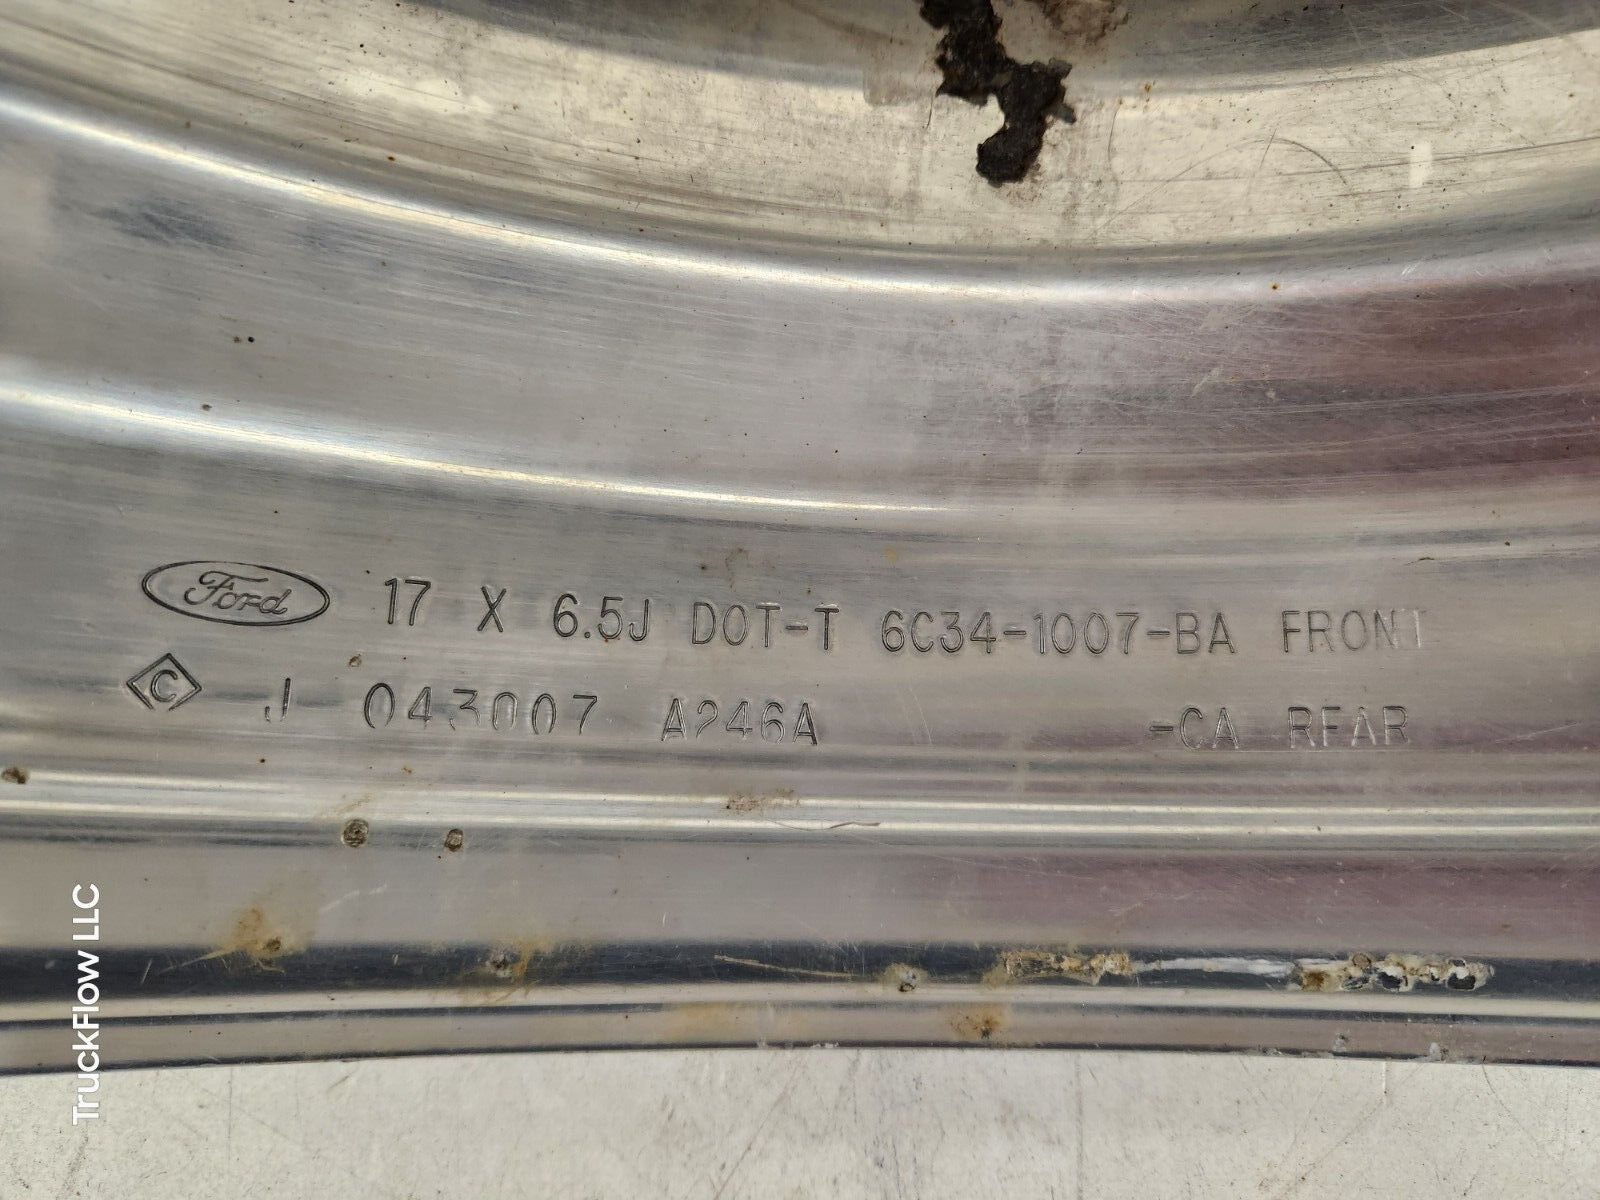 Ford 17 X 6.5J DOT-T 6C34-1007-BA FRONT
C J 043007 A246A -CA REAR
TruckFlow LLC